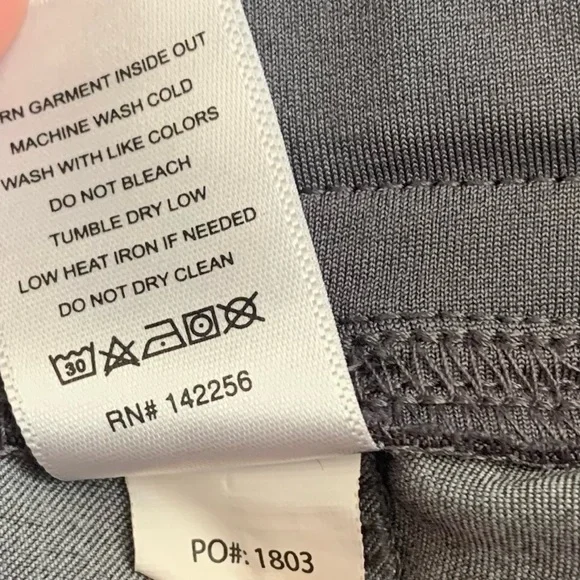 RN GARMENT INSIDE OUT
MACHINE WASH COLD
WASH WITH LIKE COLORS
DO NOT BLEACH
TUMBLE DRY LOW
LOW HEAT IRON IF NEEDED
DO NOT DRY CLEAN
30
RN# 142256
PO#: 1803